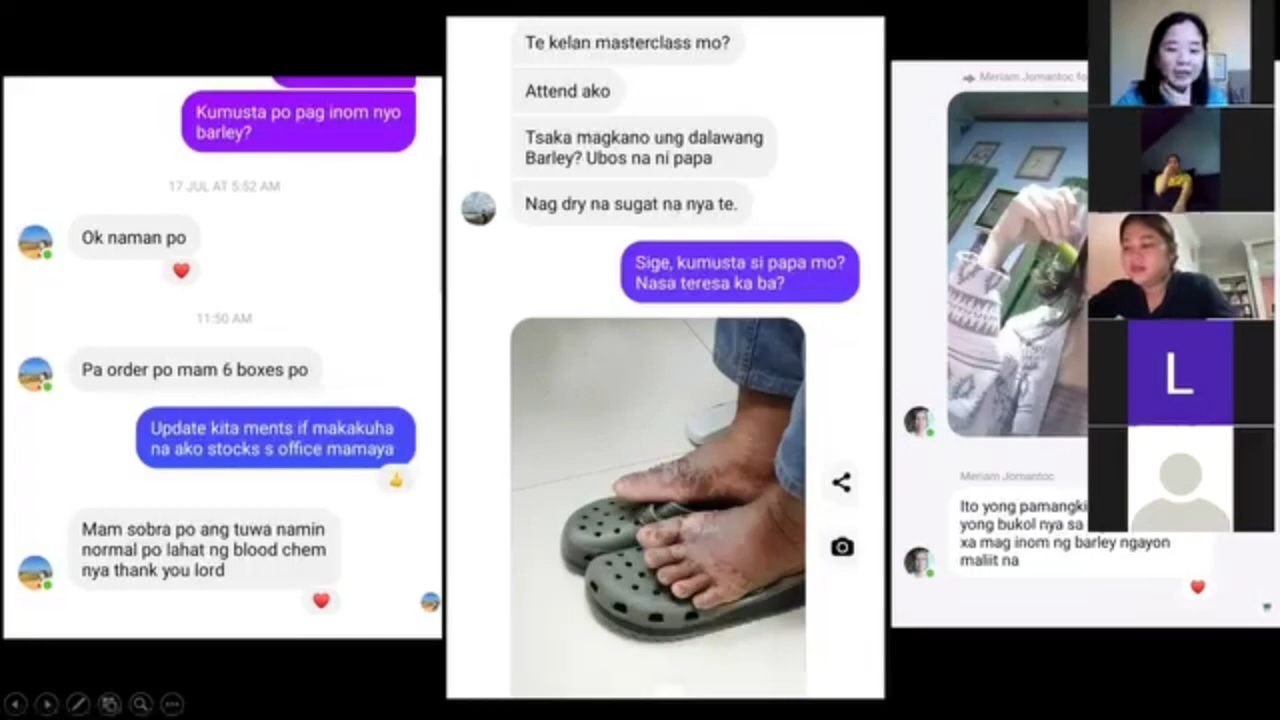 Kumusta po pag inom nyo
barley?
17 JUL AT 5:52 AM
Ok naman po
11:50 AM
Pa order po mam 6 boxes po
Update kita ments if makakuha
na ako stocks s office mamaya
Mam sobra po ang tuwa namin
normal po lahat ng blood chem
nya thank you lord
Te kelan masterclass mo?
Attend ako
Tsaka magkano ung dalawang
Barley? Ubos na ni papa
Nag dry na sugat na nya te.
Sige, kumusta si papa mo?
Nasa teresa ka ba?
Meriam Jomantoc fo
Meriam Jomantoc
Ito yong pamangki
yong bukol nya sa
xa mag inom ng barley ngayon
maliit na
L